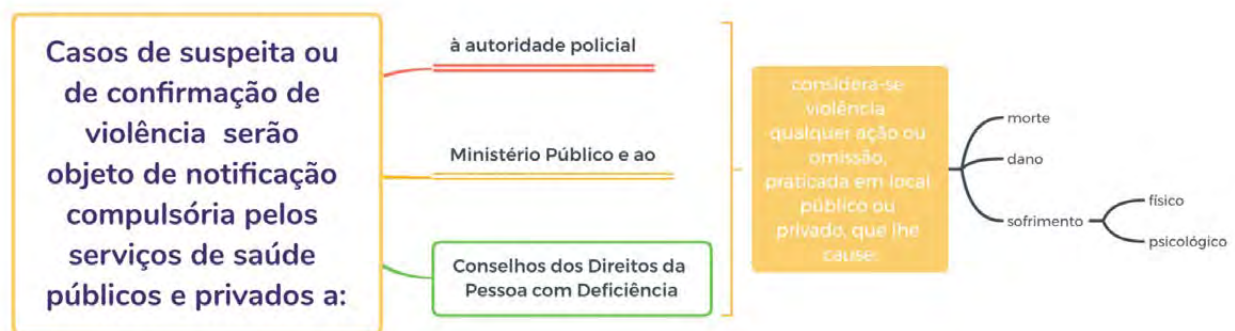 Casos de suspeita ou
de confirmação de
violência serão
objeto de notificação
compulsória pelos
serviços de saúde
públicos e privados a:
à autoridade policial
Ministério Público e ao
Conselhos dos Direitos da
Pessoa com Deficiência
considera-se
violência
qualquer ação ou
omissão,
praticada em local
público ou
privado, que lhe
cause:
morte
dano
sofrimento
físico
psicológico